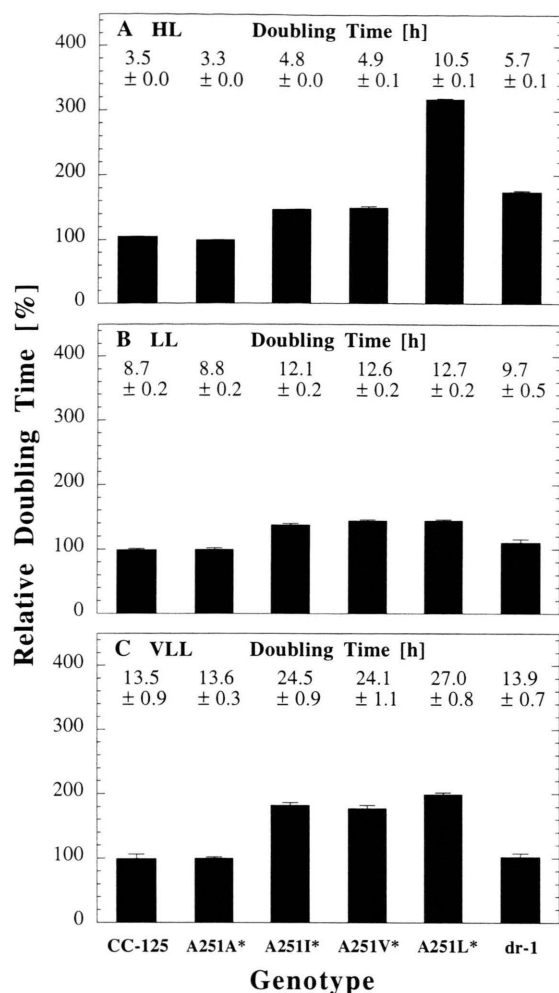 Relative Doubling Time [%]
A HL Doubling Time [h]
3.5 3.3 4.8 4.9 10.5 5.7
± 0.0 ± 0.0 ± 0.0 ± 0.1 ± 0.1 ± 0.1
400
300
200
100
0
B LL Doubling Time [h]
8.7 8.8 12.1 12.6 12.7 9.7
± 0.2 ± 0.2 ± 0.2 ± 0.2 ± 0.2 ± 0.5
400
300
200
100
0
C VLL Doubling Time [h]
13.5 13.6 24.5 24.1 27.0 13.9
± 0.9 ± 0.3 ± 0.9 ± 1.1 ± 0.8 ± 0.7
400
300
200
100
0
CC-125 A251A* A251I* A251V* A251L* dr-1
Genotype